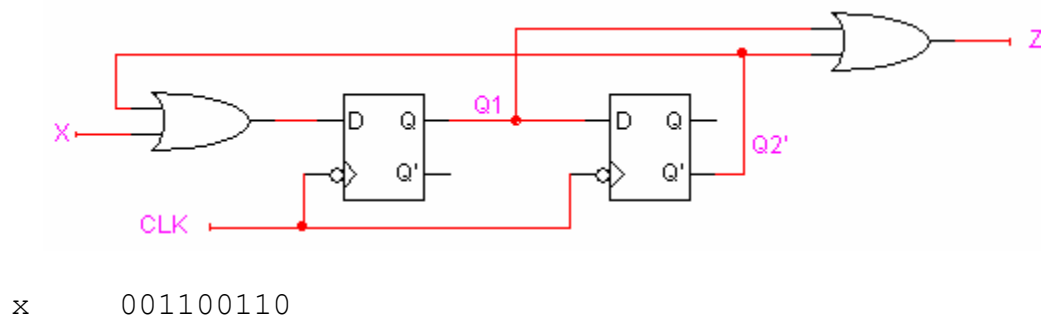 Z
Q1
D Q
D Q
X
Q2'
Q'
Q'
CLK
x 001100110